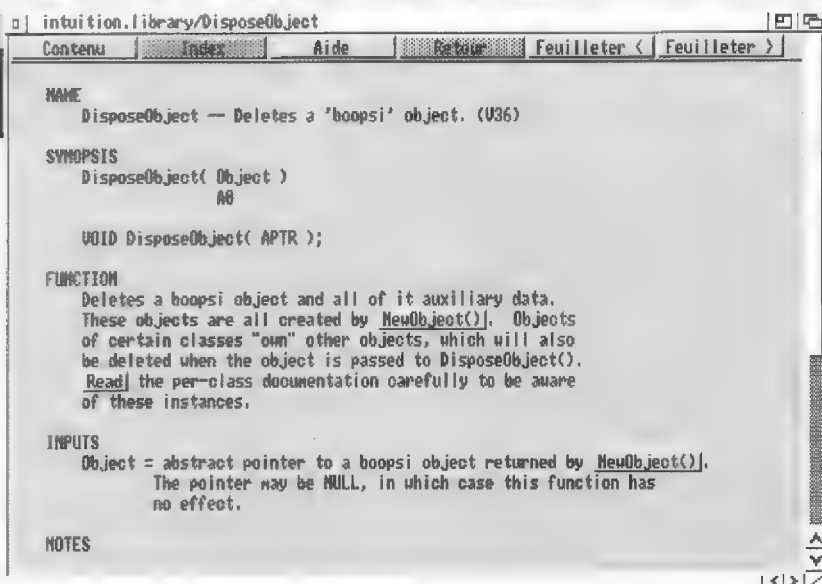 intuition.library/DisposeObject
Contenu Index Aide Retour Feuilleter < Feuilleter >
NAME
DisposeObject -- Deletes a 'boopsi' object. (V36)
SYNOPSIS
DisposeObject( Object )
A0
VOID DisposeObject( APTR );
FUNCTION
Deletes a boopsi object and all of it auxiliary data.
These objects are all created by NewObject(). Objects
of certain classes "own" other objects, which will also
be deleted when the object is passed to DisposeObject().
Read the per-class documentation carefully to be aware
of these instances.
INPUTS
Object = abstract pointer to a boopsi object returned by NewObject().
The pointer may be NULL, in which case this function has
no effect.
NOTES